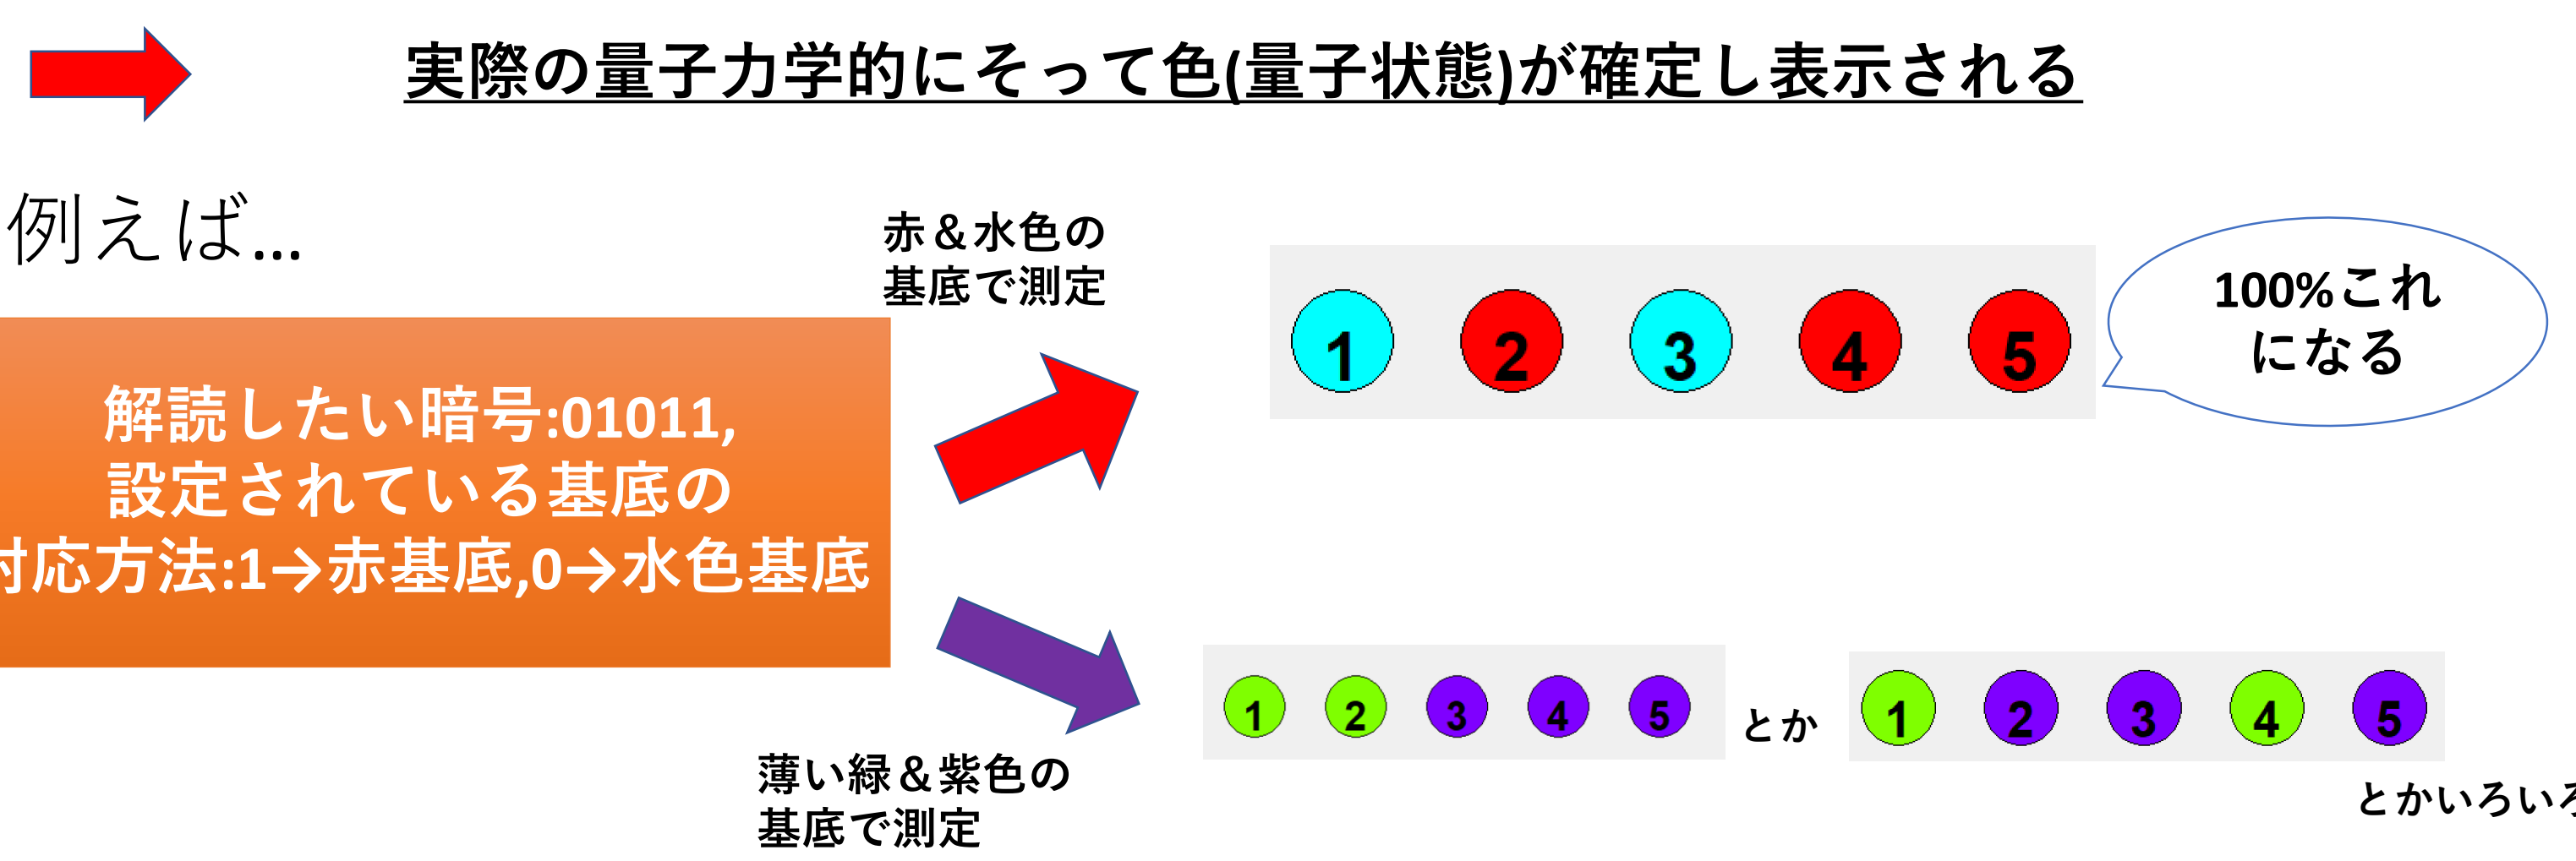 実際の量子力学的にそって色(量子状態)が確定し表示される
例えば...
赤＆水色の
基底で測定
1 2 3 4 5
100%これ
になる
解読したい暗号:01011,
設定されている基底の
対応方法:1→赤基底,0→水色基底
薄い緑＆紫色の
基底で測定
1 2 3 4 5
とか
1 2 3 4 5
とかいろいろ